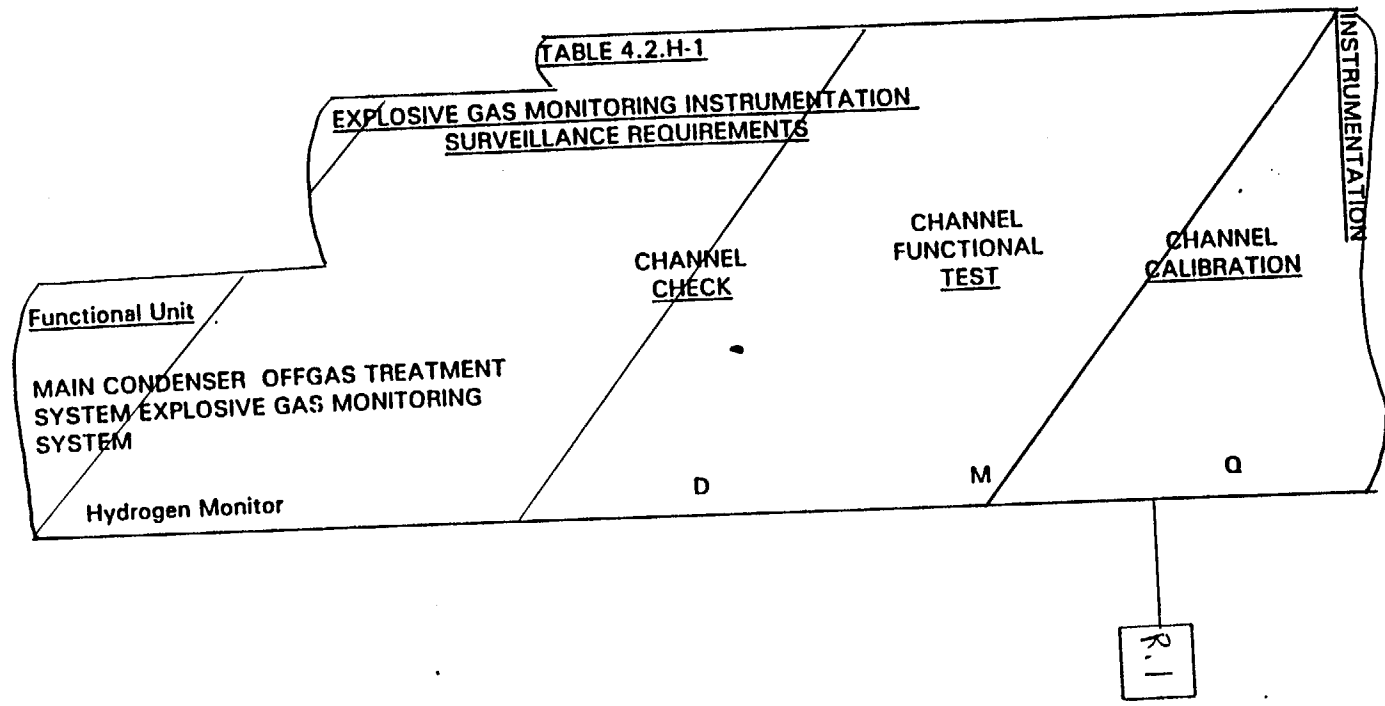 TABLE 4.2.H-1
EXPLOSIVE GAS MONITORING INSTRUMENTATION
SURVEILLANCE REQUIREMENTS
INSTRUMENTATION
Functional Unit
CHANNEL
CHECK
CHANNEL
FUNCTIONAL
TEST
CHANNEL
CALIBRATION
MAIN CONDENSER OFFGAS TREATMENT
SYSTEM EXPLOSIVE GAS MONITORING
SYSTEM
Hydrogen Monitor
D
M
Q
R.1